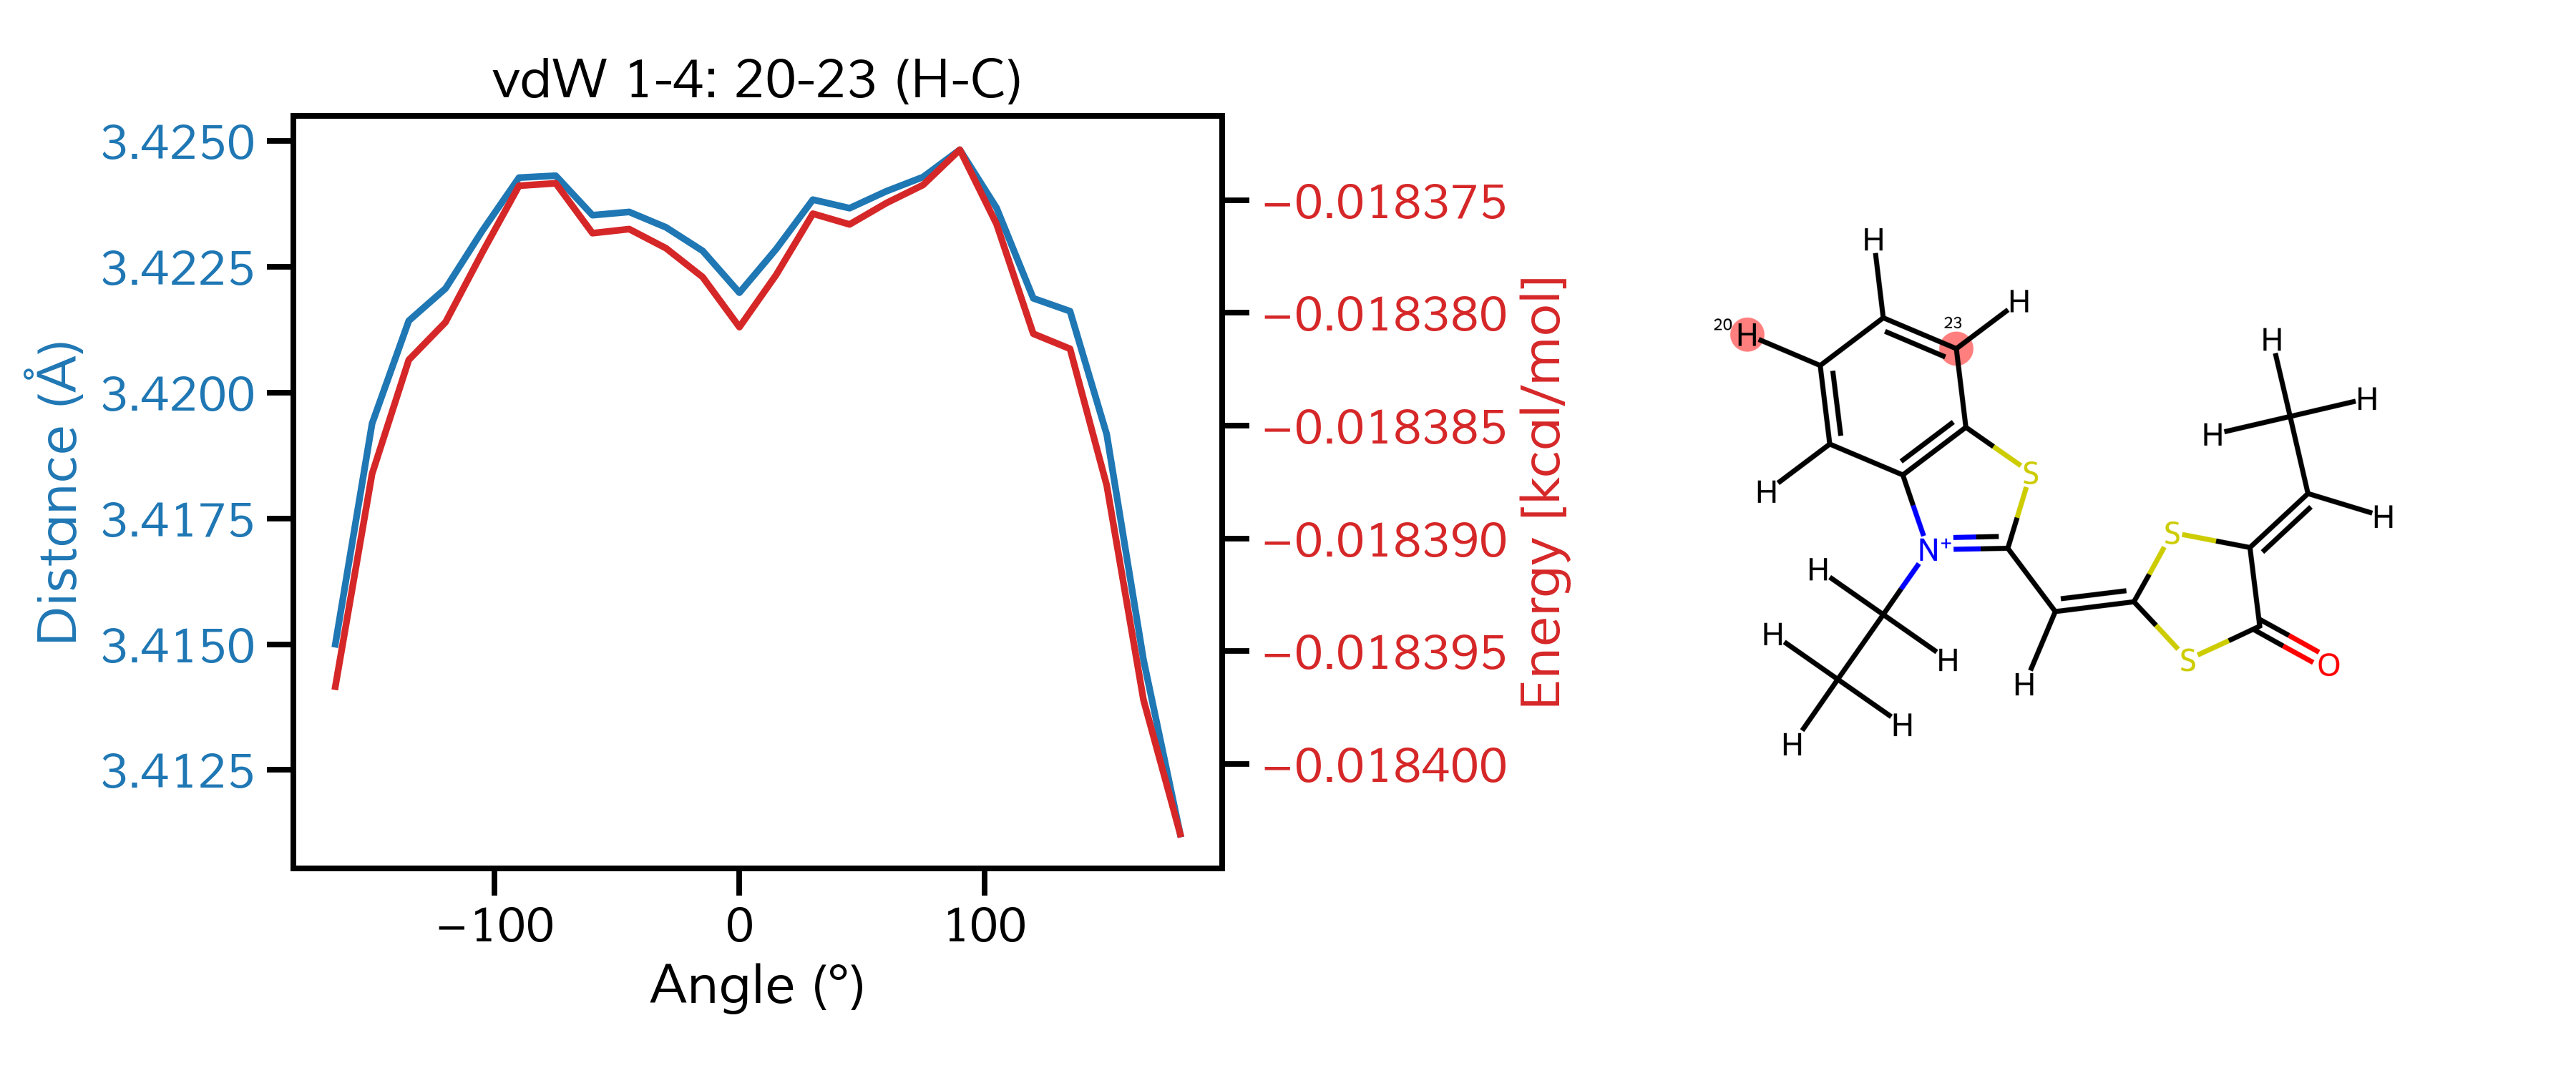 vdW 1-4: 20-23 (H-C)
Distance (Å)
3.4250
3.4225
3.4200
3.4175
3.4150
3.4125
−100
0
100
Angle (°)
−0.018375
−0.018380
−0.018385
−0.018390
−0.018395
−0.018400
Energy [kcal/mol]
H
H
20
H
23
H
H
H
H
S
H
S
N+
H
H
S
O
H
H
H
H
H